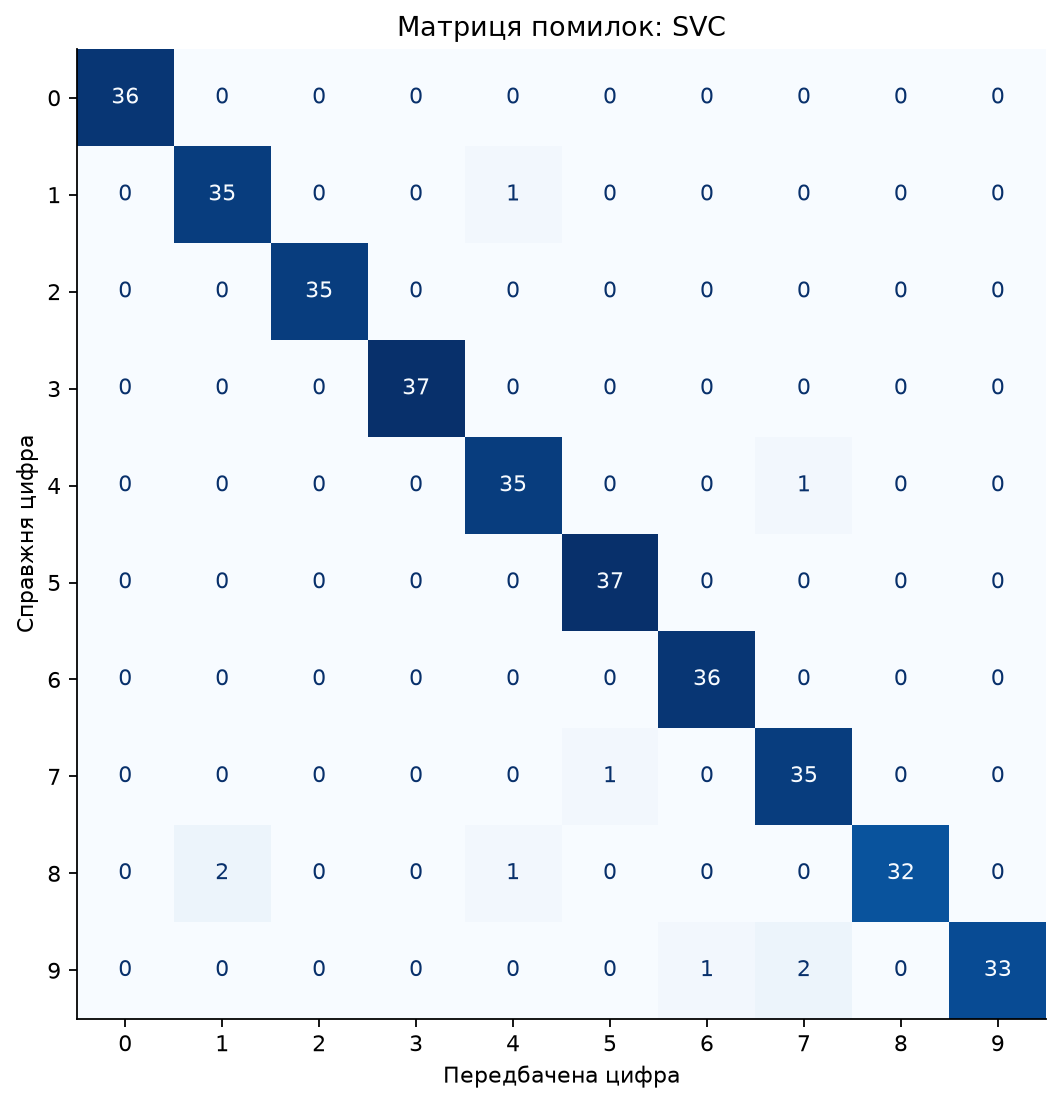 Матриця помилок: SVC
0 36 0 0 0 0 0 0 0 0 0
1 0 35 0 0 1 0 0 0 0 0
2 0 0 35 0 0 0 0 0 0 0
3 0 0 0 37 0 0 0 0 0 0
4 0 0 0 0 35 0 0 1 0 0
5 0 0 0 0 0 37 0 0 0 0
6 0 0 0 0 0 0 36 0 0 0
7 0 0 0 0 0 1 0 35 0 0
8 0 2 0 0 1 0 0 0 32 0
9 0 0 0 0 0 0 1 2 0 33
0 1 2 3 4 5 6 7 8 9
Передбачена цифра
Справжня цифра